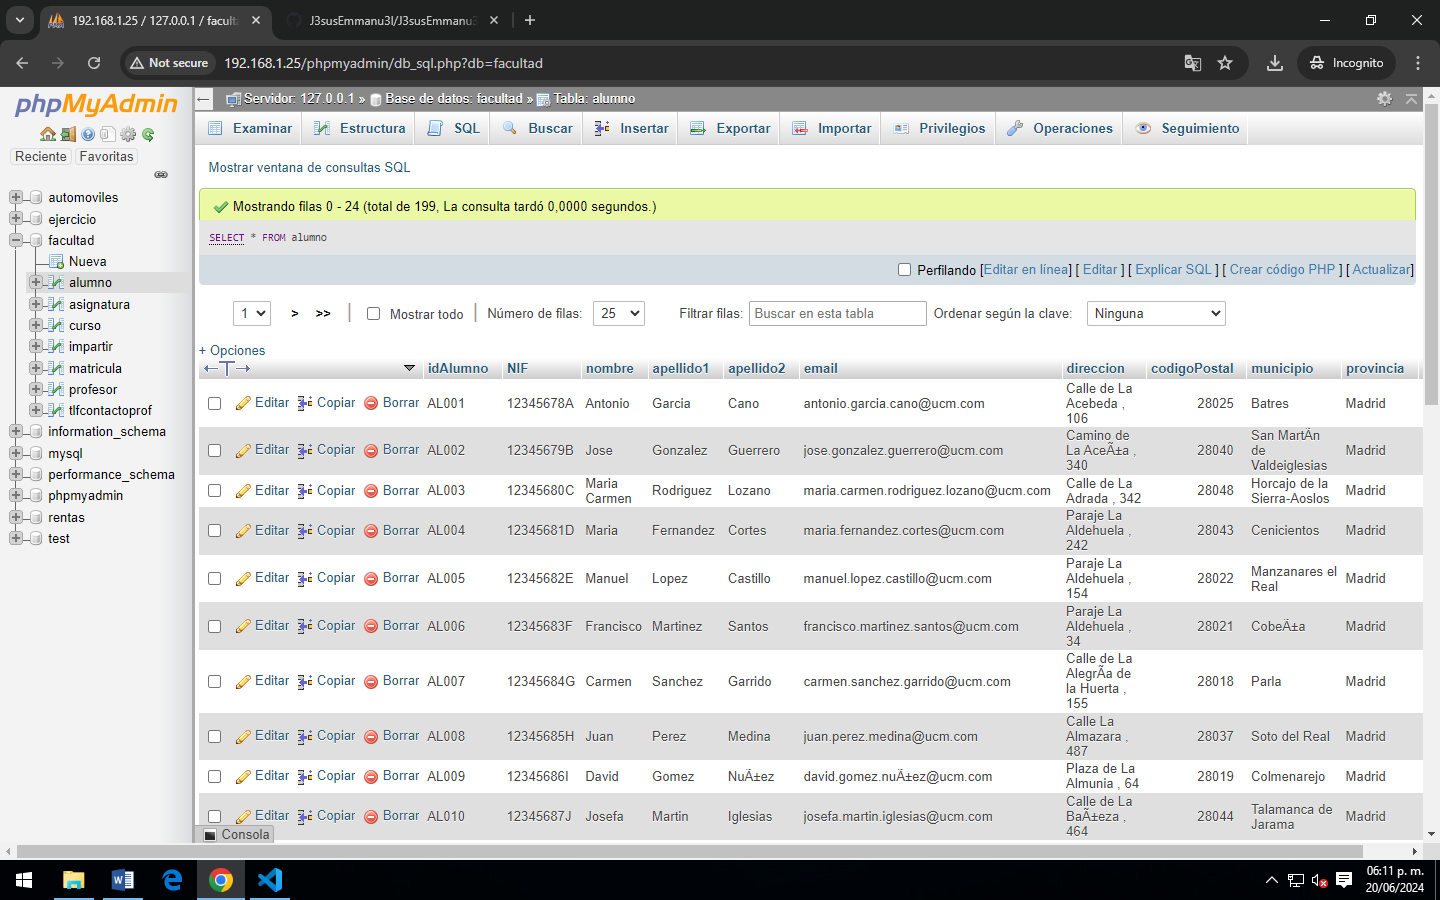 192.168.1.25 / 127.0.0.1 / faculta
J3susEmmanu3l/J3susEmmanu3
Not secure
192.168.1.25/phpmyadmin/db_sql.php?db=facultad
Incognito
phpMyAdmin
Reciente
Favoritas
automoviles
ejercicio
facultad
Nueva
alumno
asignatura
curso
impartir
matricula
profesor
tlfcontactoprof
information_schema
mysql
performance_schema
phpmyadmin
rentas
test
Servidor: 127.0.0.1 » Base de datos: facultad » Tabla: alumno
Examinar Estructura SQL Buscar Insertar Exportar Importar Privilegios Operaciones Seguimiento
Mostrar ventana de consultas SQL
Mostrando filas 0 - 24 (total de 199, La consulta tardó 0,0000 segundos.)
SELECT * FROM alumno
Perfilando [Editar en línea] [ Editar ] [ Explicar SQL ] [ Crear código PHP ] [ Actualizar]
1 > >> | Mostrar todo | Número de filas: 25 Filtrar filas: Buscar en esta tabla Ordenar según la clave: Ninguna
+ Opciones
idAlumno NIF nombre apellido1 apellido2 email direccion codigoPostal municipio provincia
Editar Copiar Borrar AL001 12345678A Antonio Garcia Cano antonio.garcia.cano@ucm.com Calle de La Acebeda , 106 28025 Batres Madrid
Editar Copiar Borrar AL002 12345679B Jose Gonzalez Guerrero jose.gonzalez.guerrero@ucm.com Camino de La AceÃ±a , 340 28040 San MartÃ­n de Valdeiglesias Madrid
Editar Copiar Borrar AL003 12345680C Maria Carmen Rodriguez Lozano maria.carmen.rodriguez.lozano@ucm.com Calle de La Adrada , 342 28048 Horcajo de la Sierra-Aoslos Madrid
Editar Copiar Borrar AL004 12345681D Maria Fernandez Cortes maria.fernandez.cortes@ucm.com Paraje La Aldehuela , 242 28043 Cenicientos Madrid
Editar Copiar Borrar AL005 12345682E Manuel Lopez Castillo manuel.lopez.castillo@ucm.com Paraje La Aldehuela , 154 28022 Manzanares el Real Madrid
Editar Copiar Borrar AL006 12345683F Francisco Martinez Santos francisco.martinez.santos@ucm.com Paraje La Aldehuela , 34 28021 CobeÃ±a Madrid
Editar Copiar Borrar AL007 12345684G Carmen Sanchez Garrido carmen.sanchez.garrido@ucm.com Calle de La AlegrÃ­a de la Huerta , 155 28018 Parla Madrid
Editar Copiar Borrar AL008 12345685H Juan Perez Medina juan.perez.medina@ucm.com Calle La Almazara , 487 28037 Soto del Real Madrid
Editar Copiar Borrar AL009 12345686I David Gomez NuÃ±ez david.gomez.nuÃ±ez@ucm.com Plaza de La Almunia , 64 28019 Colmenarejo Madrid
Editar Copiar Borrar AL010 12345687J Josefa Martin Iglesias josefa.martin.iglesias@ucm.com Calle de La BaÃ±eza , 464 28044 Talamanca de Jarama Madrid
Consola
06:11 p. m.
20/06/2024